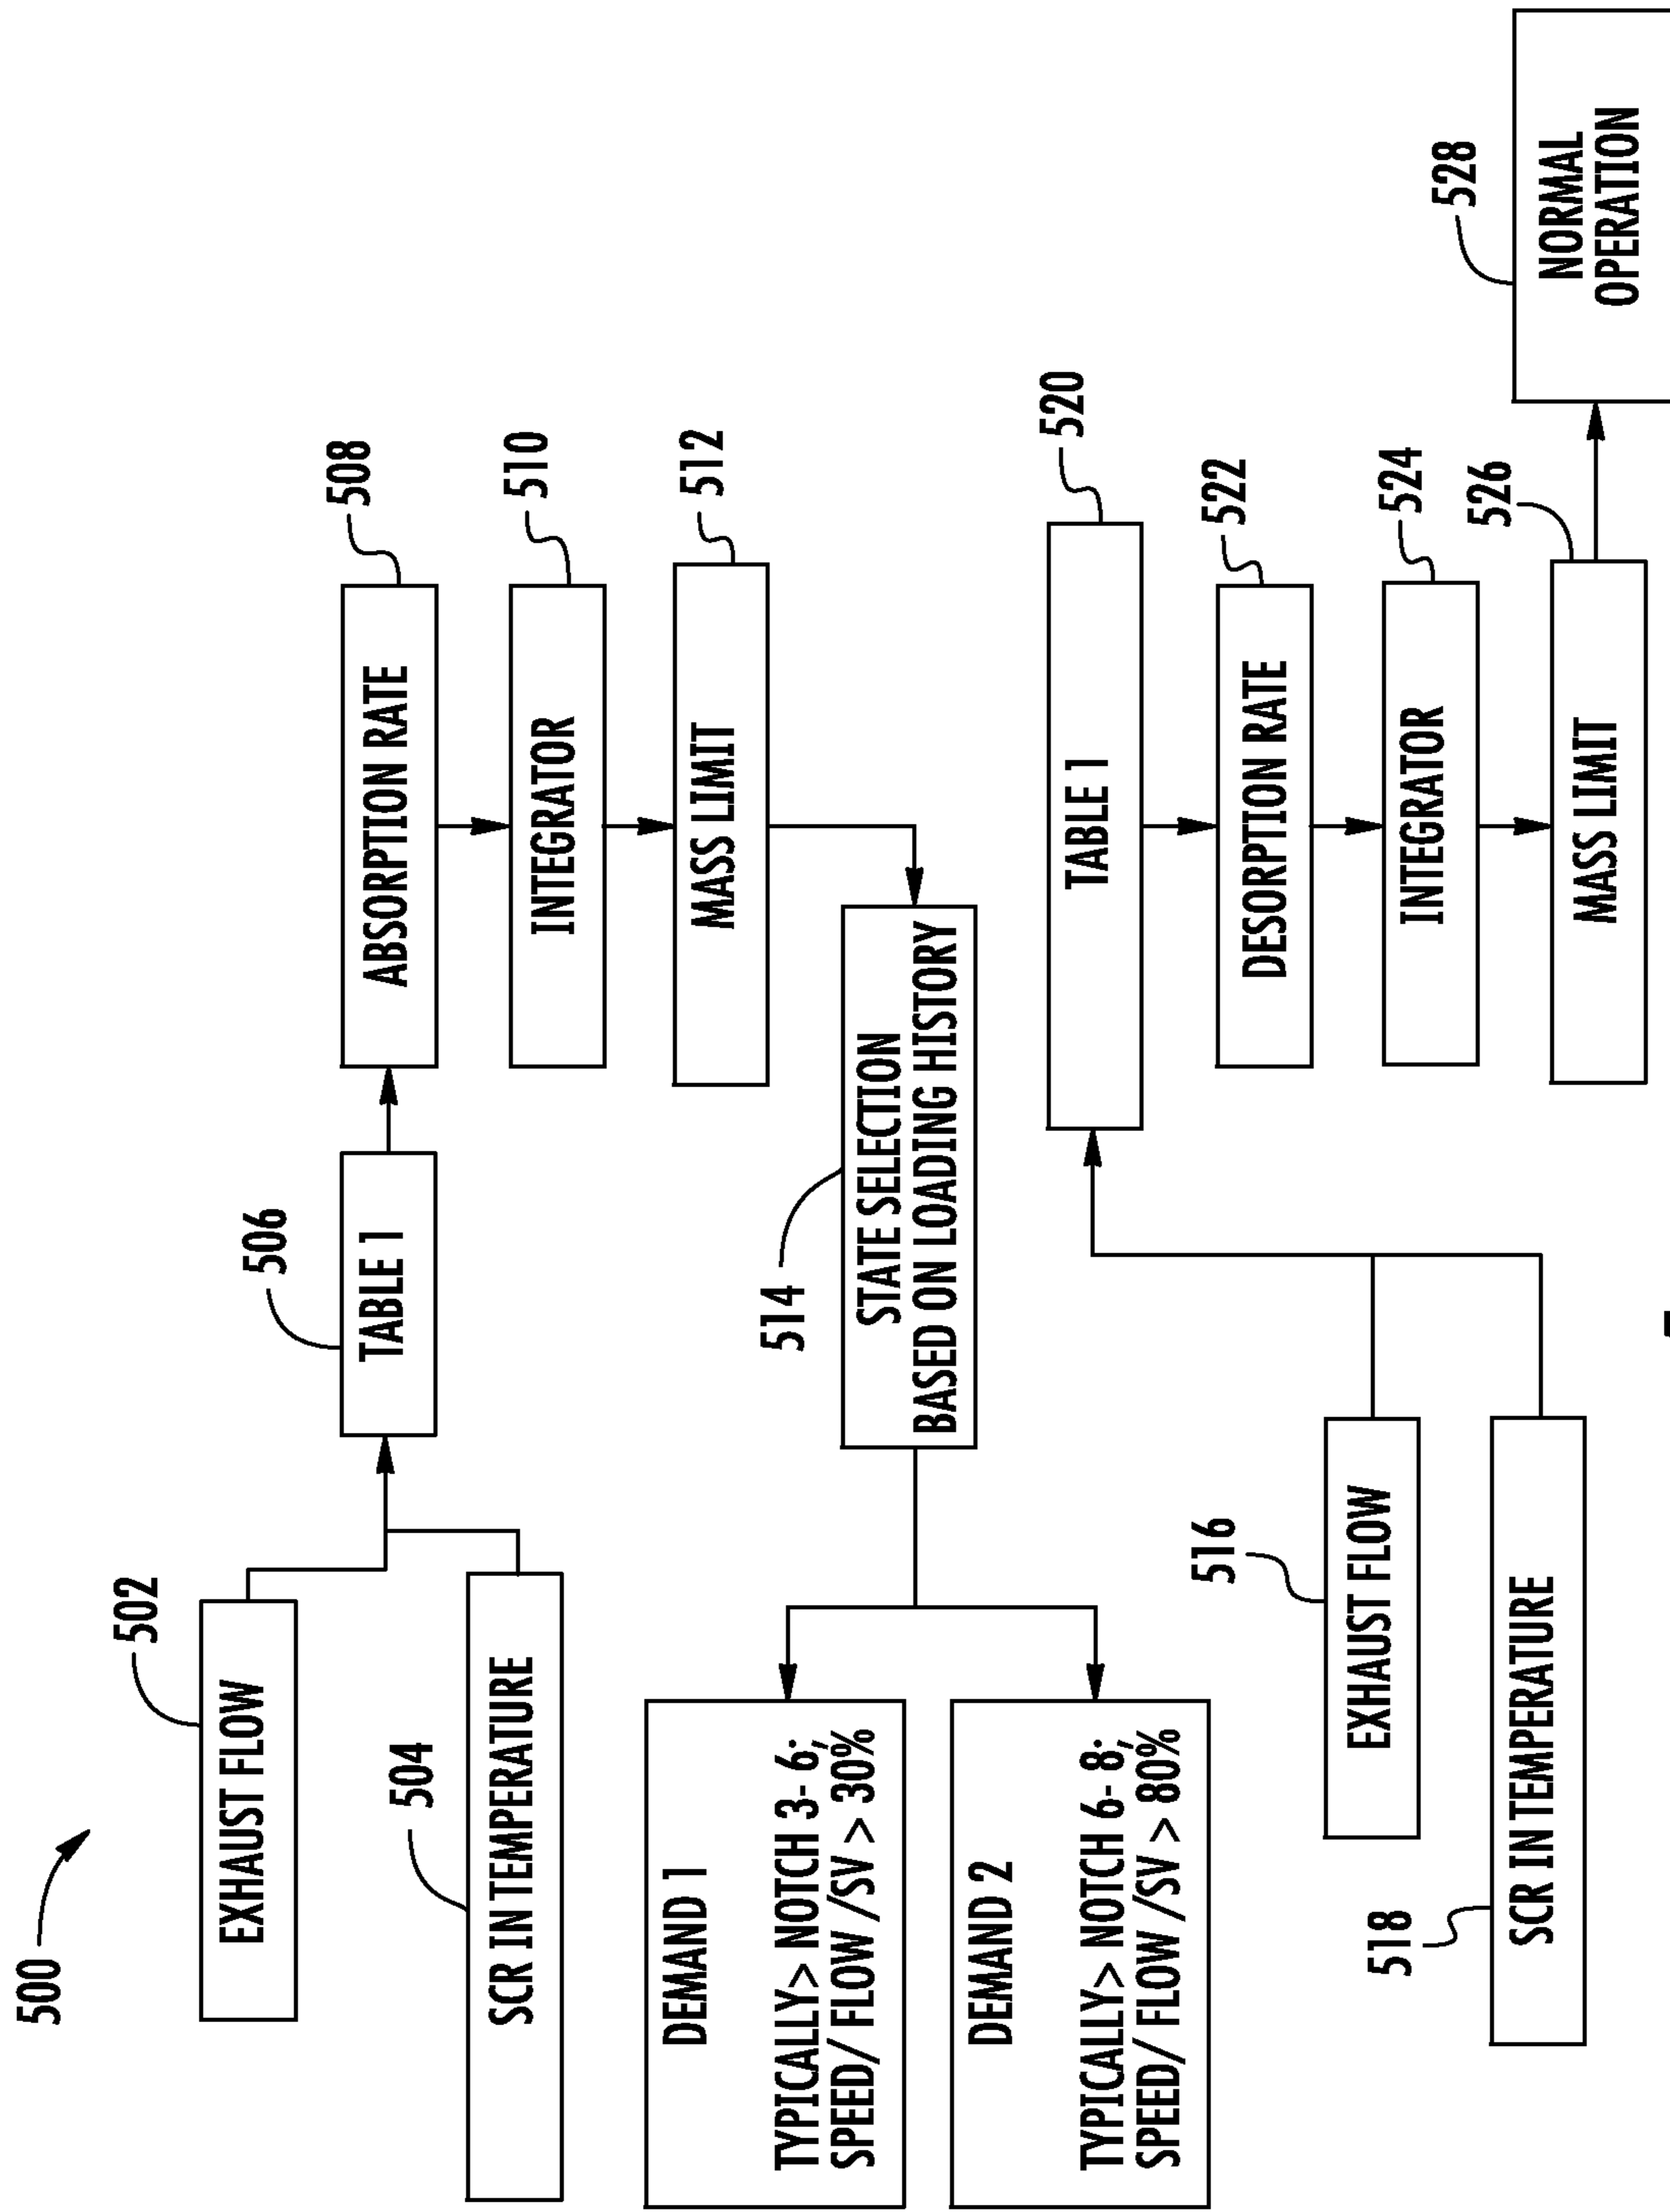 500
502
EXHAUST FLOW
504
SCR IN TEMPERATURE
506
TABLE 1
508
ABSORPTION RATE
510
INTEGRATOR
512
MASS LIMIT
514
STATE SELECTION
BASED ON LOADING HISTORY
DEMAND 1
TYPICALLY> NOTCH 3- 6;
SPEED/ FLOW /SV > 30%
DEMAND 2
TYPICALLY> NOTCH 6- 8;
SPEED/ FLOW /SV > 80%
516
EXHAUST FLOW
518
SCR IN TEMPERATURE
520
TABLE 1
522
DESORPTION RATE
524
INTEGRATOR
526
MASS LIMIT
528
NORMAL
OPERATION